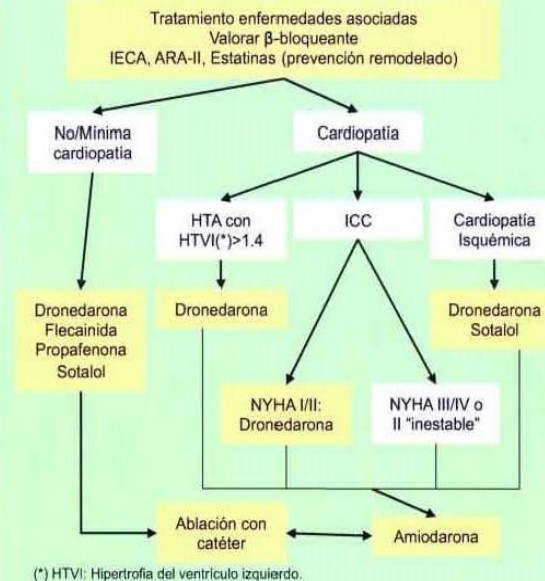 Tratamiento enfermedades asociadas
Valorar β-bloqueante
IECA, ARA-II, Estatinas (prevención remodelado)
No/Mínima
cardiopatía
Cardiopatía
HTA con
HTVI(*)>1.4
ICC
Cardiopatía
Isquémica
Dronedarona
Flecainida
Propafenona
Sotalol
Dronedarona
Dronedarona
Sotalol
NYHA I/II:
Dronedarona
NYHA III/IV o
II "inestable"
Ablación con
catéter
Amiodarona
(*) HTVI: Hipertrofia del ventrículo izquierdo.